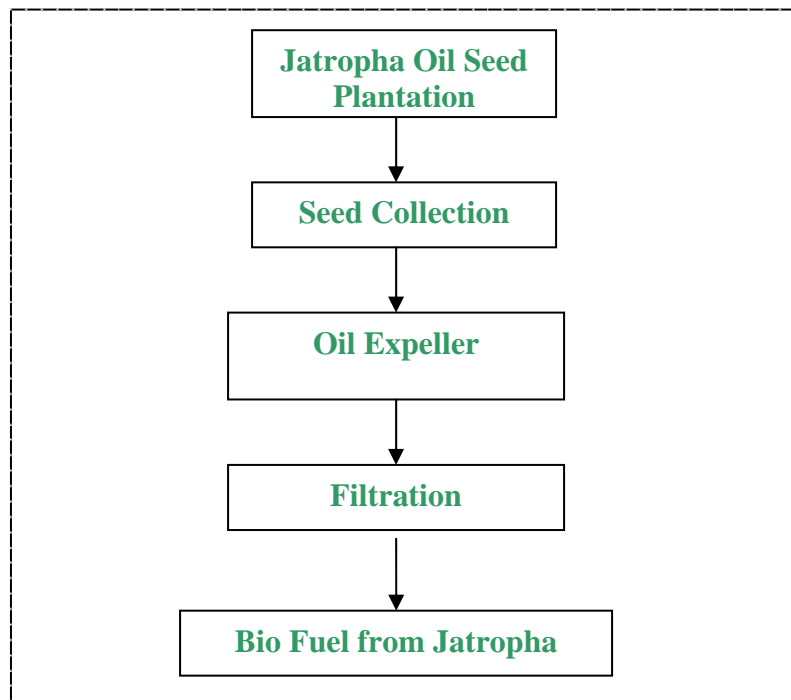 Jatropha Oil Seed
Plantation
Seed Collection
Oil Expeller
Filtration
Bio Fuel from Jatropha